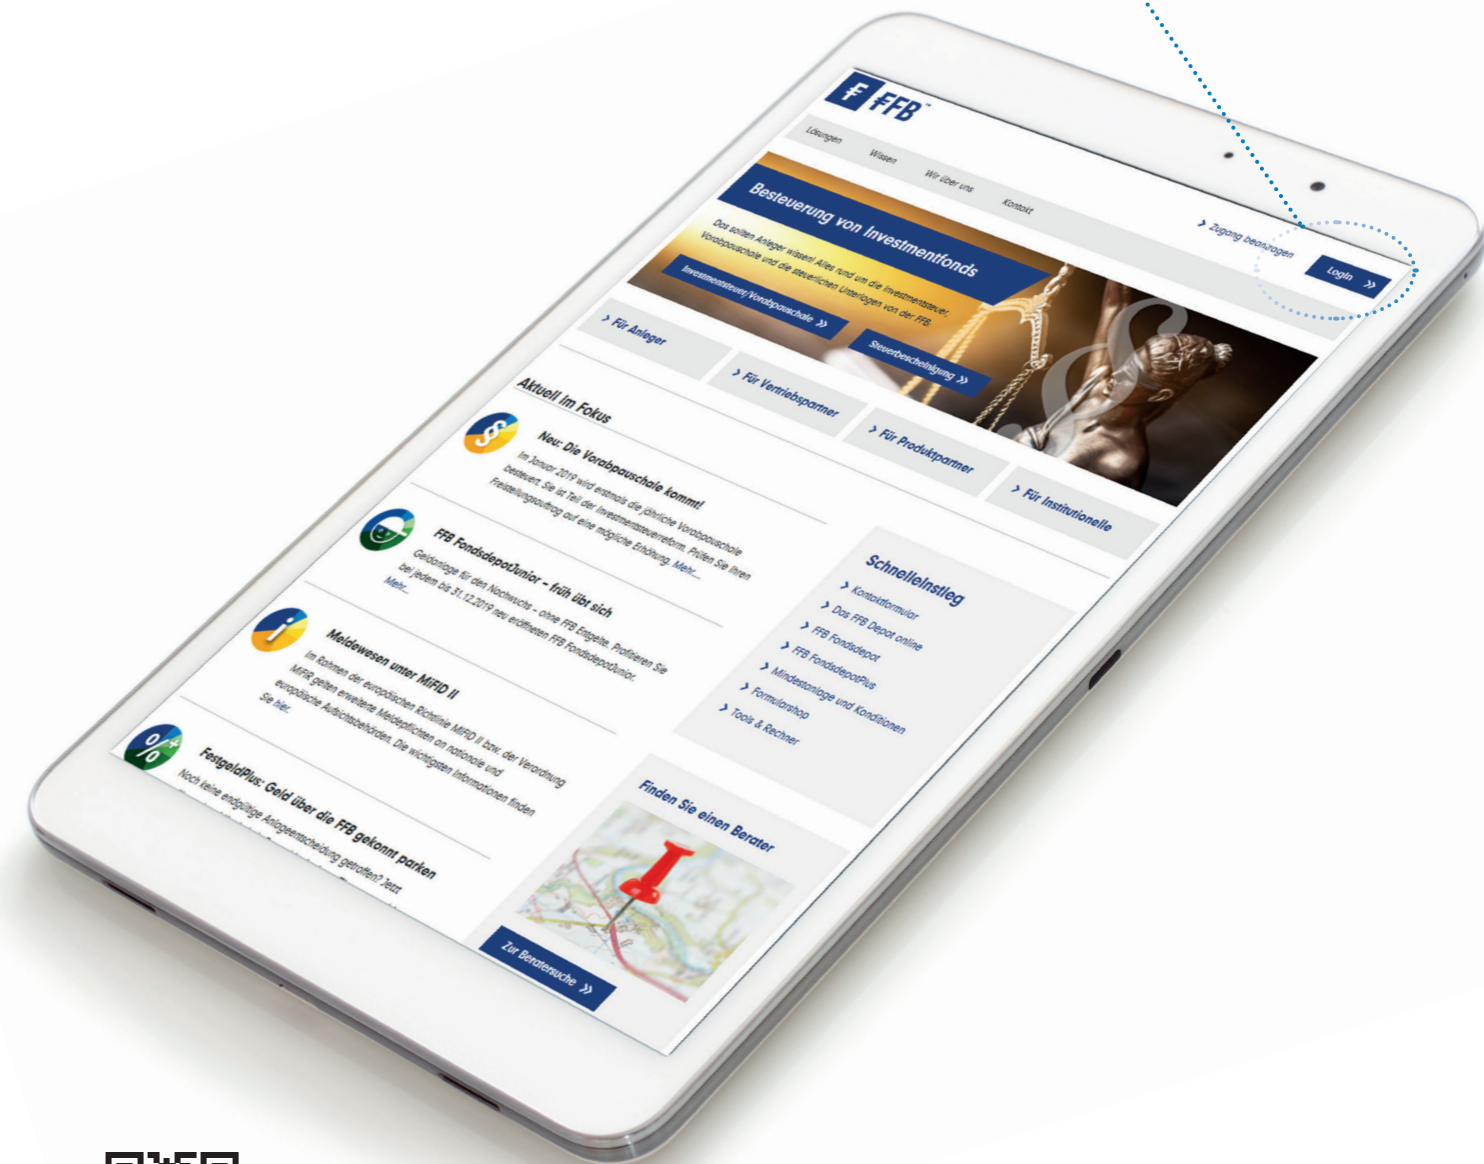 FFB
Lösungen
Wissen
Wir über uns
Kontakt
Zugang beantragen
Login
Besteuerung von Investmentfonds
Das sollten Anleger wissen! Alles rund um die Investmentsteuer,
Vorabpauschale und die steuerlichen Unterlagen von der FFB.
Investmentsteuer/Vorabpauschale
Steuerbescheinigung
Für Anleger
Für Vertriebspartner
Für Produktpartner
Für Institutionelle
Aktuell im Fokus
Neu: Die Vorabpauschale kommt!
Im Januar 2019 wird erstmals die jährliche Vorabpauschale
besteuert. Sie ist Teil der Investmentsteuerreform. Prüfen Sie Ihren
Freistellungsauftrag auf eine mögliche Erhöhung. Mehr...
FFB FondsdepotJunior – früh übt sich
Geldanlage für den Nachwuchs – ohne FFB Entgelte. Profitieren Sie
bei jedem bis 31.12.2019 neu eröffneten FFB FondsdepotJunior.
Mehr...
Meldewesen unter MiFID II
Im Rahmen der europäischen Richtlinie MiFID II bzw. der Verordnung
MiFIR gelten erweiterte Meldepflichten an nationale und
europäische Aufsichtsbehörden. Die wichtigsten Informationen finden
Sie hier.
FestgeldPlus: Geld über die FFB gekonnt parken
Noch keine endgültige Anlageentscheidung getroffen? Jetzt
Schnelleinstieg
Kontaktformular
Das FFB Depot online
FFB Fondsdepot
FFB FondsdepotPlus
Mindestanlage und Konditionen
Formularshop
Tools & Rechner
Finden Sie einen Berater
Zur Beratersuche